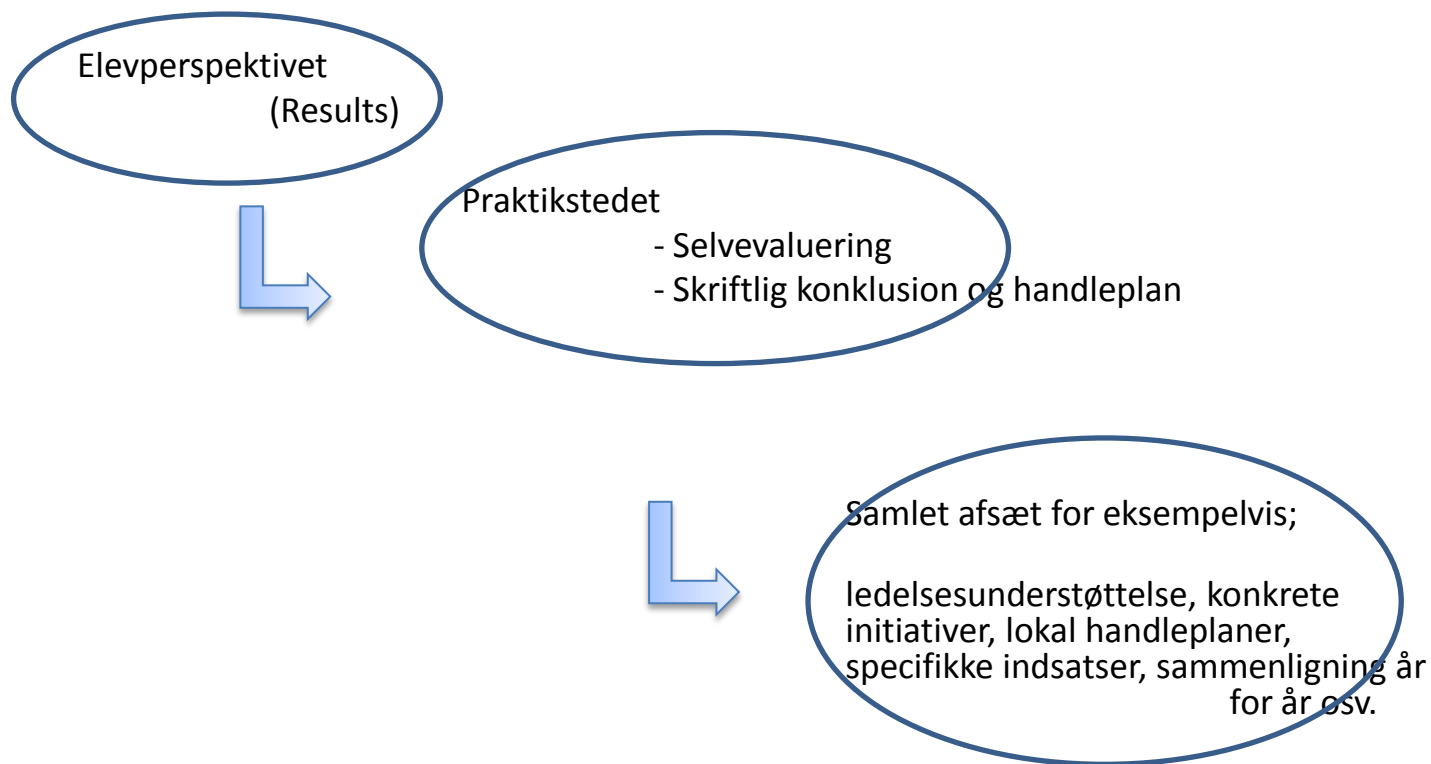 Elevperspektivet
(Results)
Praktikstedet
- Selvevaluering
- Skriftlig konklusion og handleplan
Samlet afsæt for eksempelvis;
ledelsesunderstøttelse, konkrete
initiativer, lokal handleplaner,
specifikke indsatser, sammenligning år
for år osv.